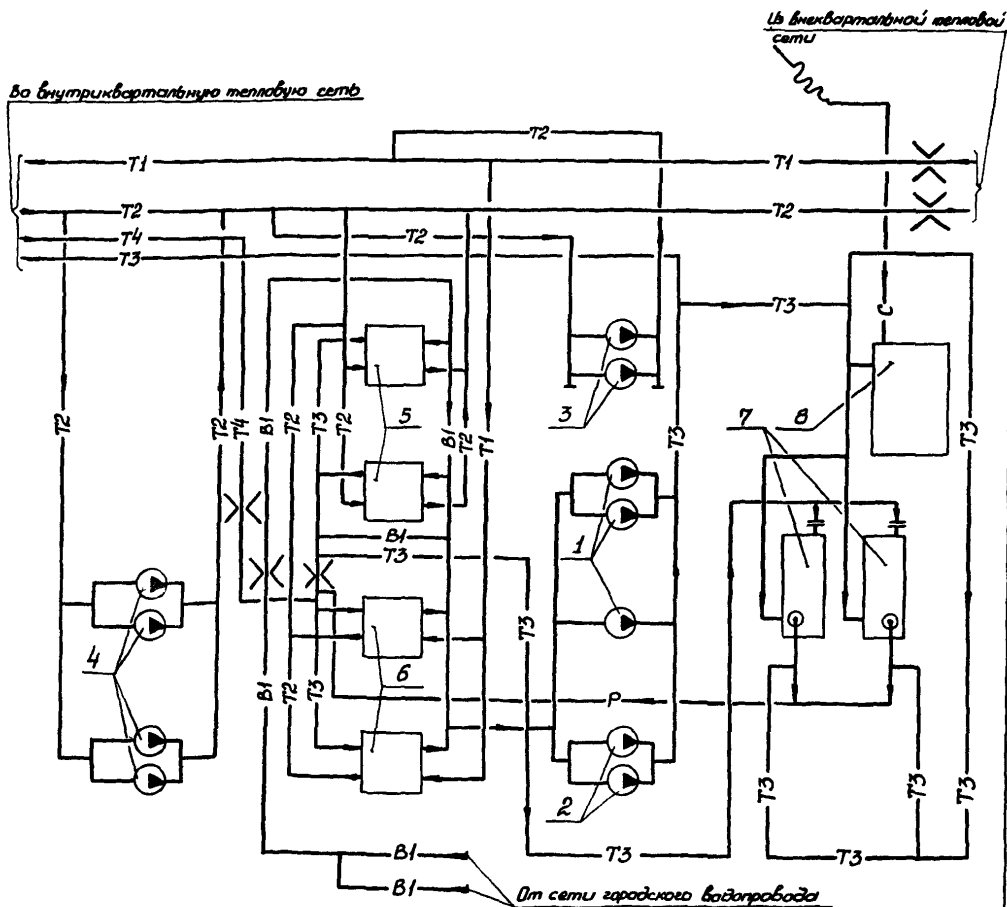 Из внеквартальной тепловой
сети
Во внутриквартальную тепловую сеть
Т2
Т1
Т1
Т2
Т2
Т4
Т2
Т3
Т3
С
Т2
Т2
Т4
В1
Т2
Т3
Т2
5
В1
Т2
Т1
3
Т3
7
8
Т3
В1
Т3
1
Т3
4
В1
Т2
Т3
6
Р
2
Т3
Т3
Т3
Т3
Т3
В1
В1
От сети городского водопровода